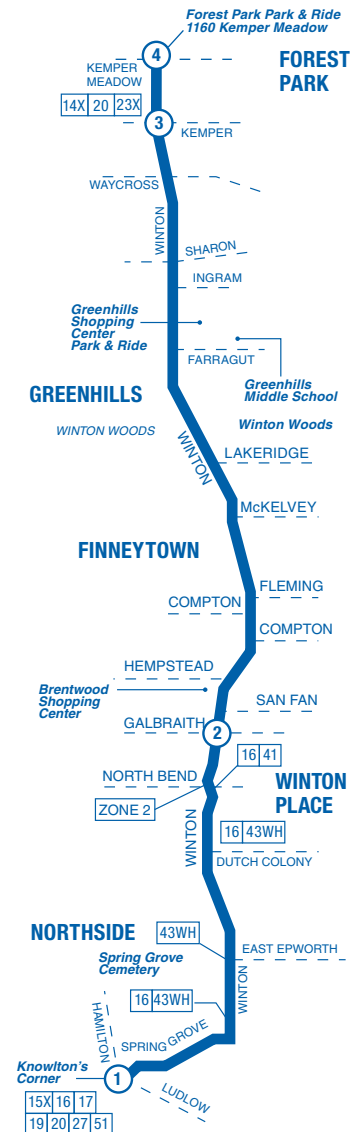 Forest Park Park & Ride
1160 Kemper Meadow
4
FOREST
PARK
KEMPER
MEADOW
14X 20 23X
3
KEMPER
WAYCROSS
WINTON
SHARON
INGRAM
Greenhills
Shopping
Center
Park & Ride
FARRAGUT
Greenhills
Middle School
GREENHILLS
Winton Woods
WINTON WOODS
WINTON
LAKERIDGE
McKELVEY
FINNEYTOWN
FLEMING
COMPTON
COMPTON
HEMPSTEAD
Brentwood
Shopping
Center
SAN FAN
GALBRAITH
2
16 41
NORTH BEND
WINTON
PLACE
ZONE 2
16 43WH
WINTON
DUTCH COLONY
NORTHSIDE
43WH
EAST EPWORTH
Spring Grove
Cemetery
WINTON
16 43WH
HAMILTON
SPRING GROVE
Knowlton's
Corner
1
LUDLOW
15X 16 17
19 20 27 51